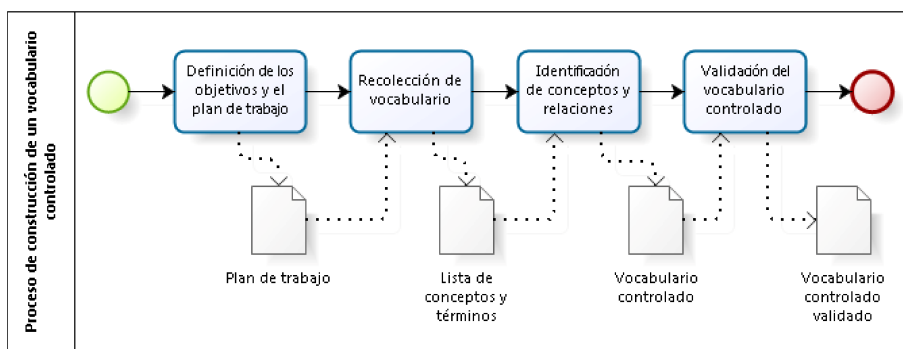 Proceso de construcción de un vocabulario
controlado
Definición de los
objetivos y el
plan de trabajo
Recolección de
vocabulario
Identificación
de conceptos y
relaciones
Validación del
vocabulario
controlado
Plan de trabajo
Lista de
conceptos y
términos
Vocabulario
controlado
Vocabulario
controlado
validado